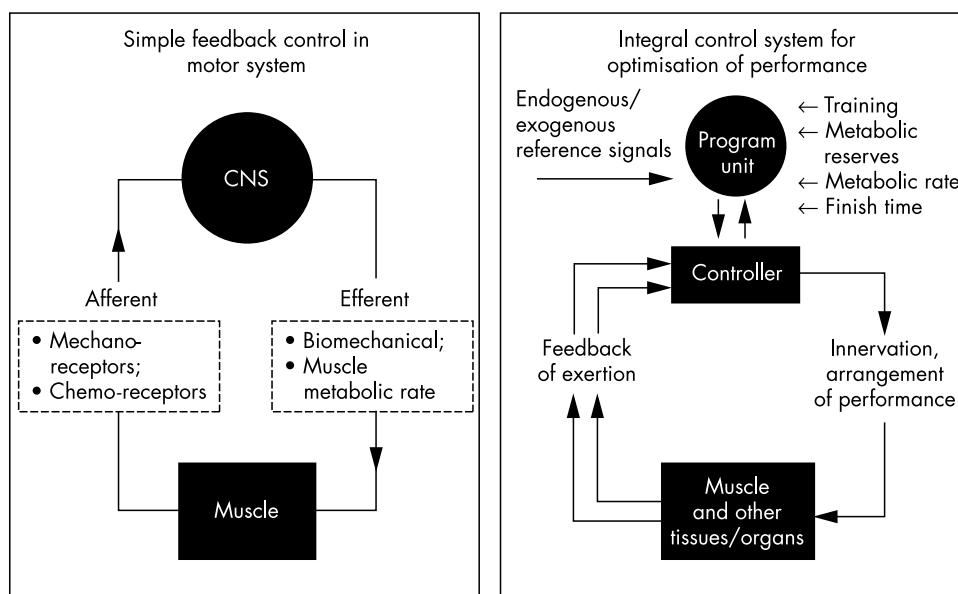 Simple feedback control in
motor system
CNS
Afferent
• Mechano-
receptors;
• Chemo-receptors
Efferent
• Biomechanical;
• Muscle
metabolic rate
Muscle
Integral control system for
optimisation of performance
Endogenous/
exogenous
reference signals
Program
unit
← Training
← Metabolic
reserves
← Metabolic rate
← Finish time
Controller
Feedback
of exertion
Innervation,
arrangement
of performance
Muscle
and other
tissues/organs